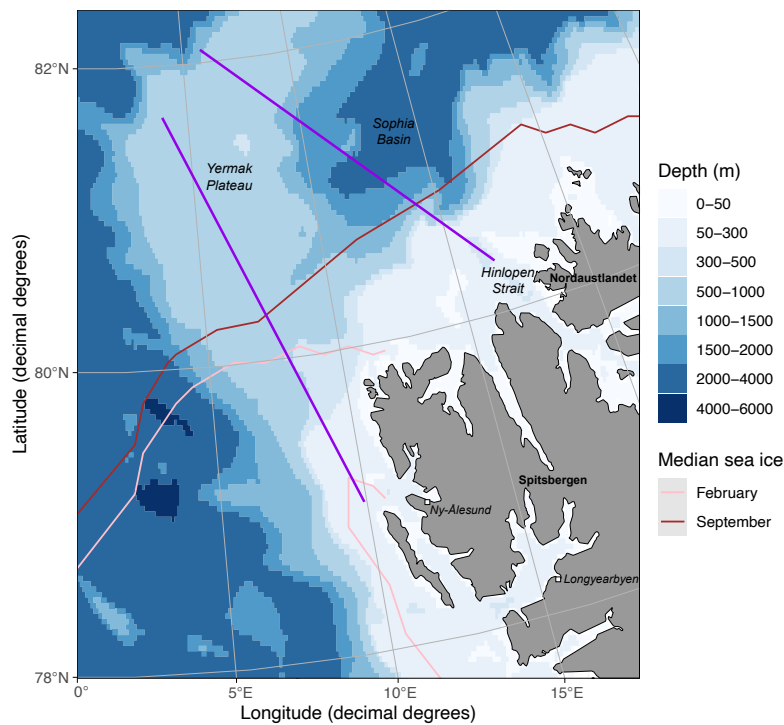 82°N
80°N
78°N
Latitude (decimal degrees)
Sophia
Basin
Yermak
Plateau
Hinlopen
Strait
Nordaustlandet
Spitsbergen
Ny-Ålesund
Longyearbyen
0°
5°E
10°E
15°E
Longitude (decimal degrees)
Depth (m)
0−50
50−300
300−500
500−1000
1000−1500
1500−2000
2000−4000
4000−6000
Median sea ice
February
September